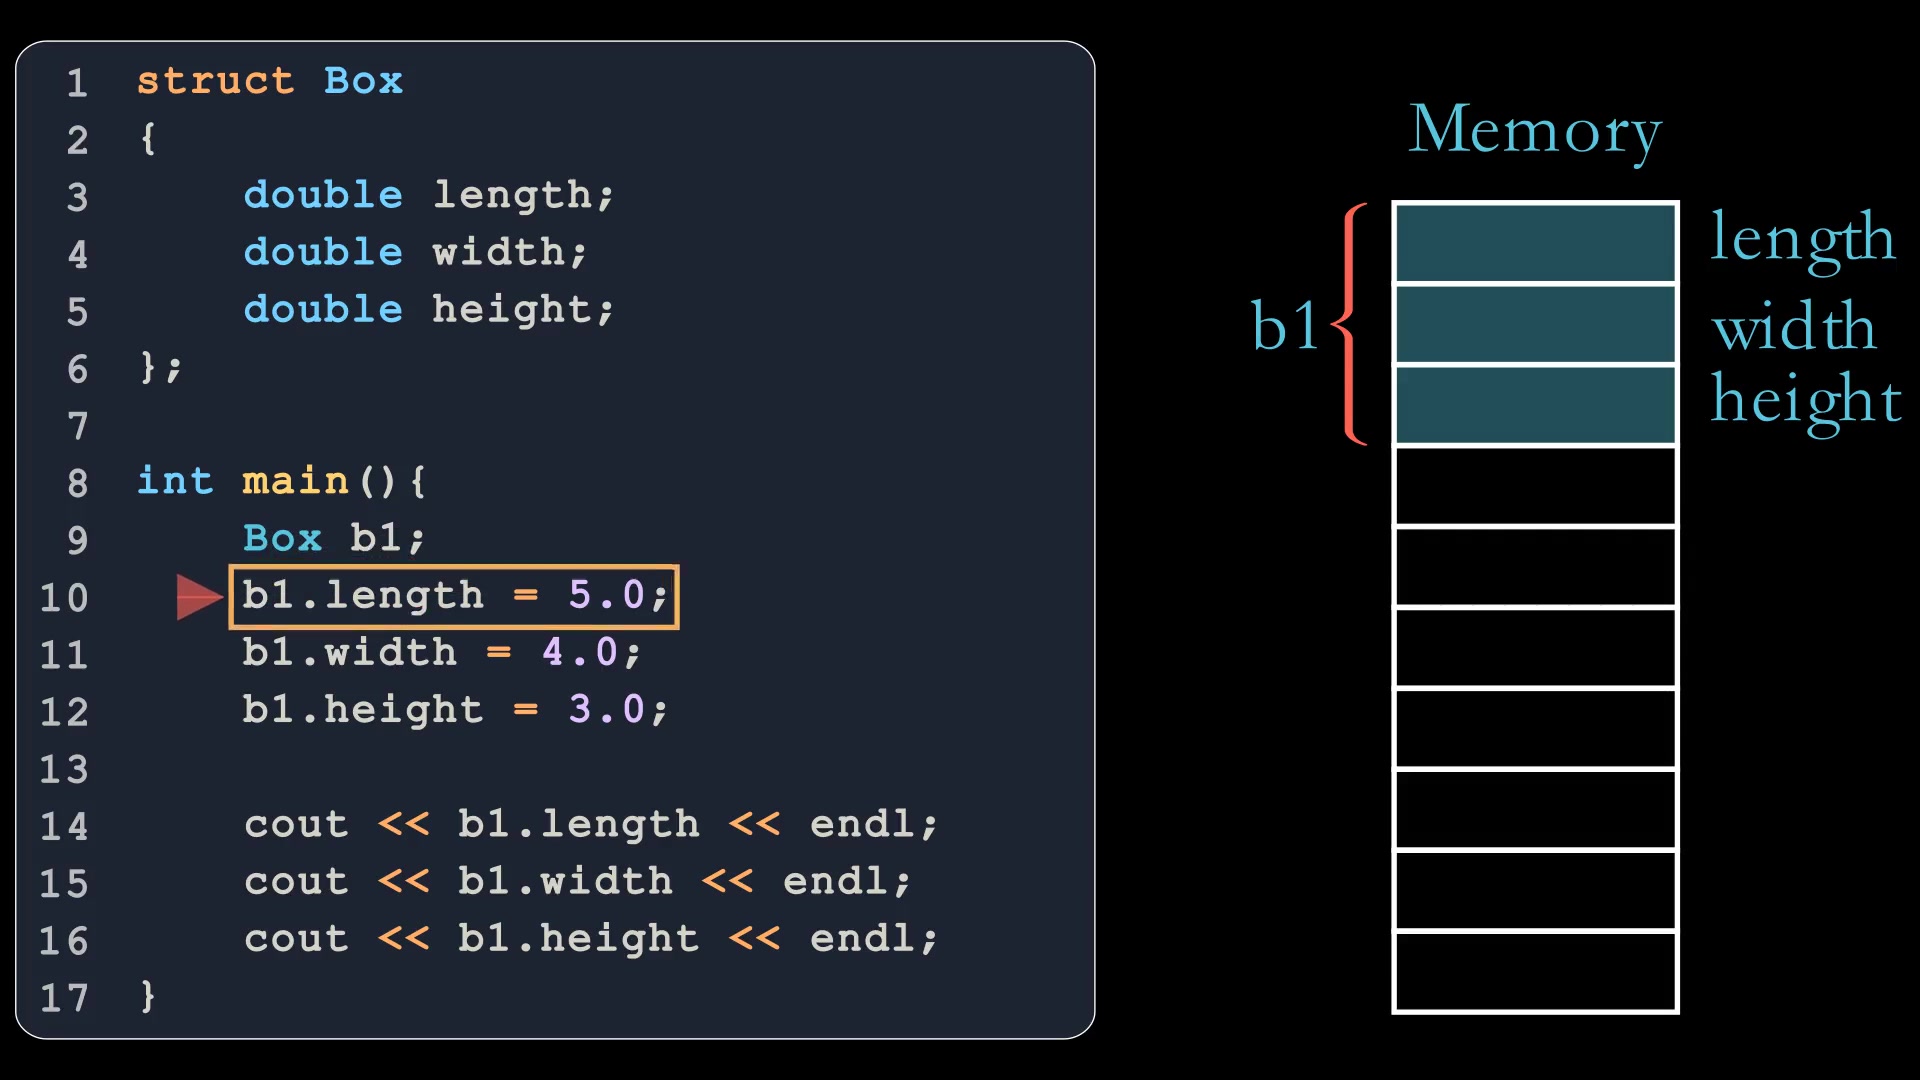 1 struct Box
2 {
3 double length;
4 double width;
5 double height;
6 };
7
8 int main(){
9 Box b1;
10 b1.length = 5.0;
11 b1.width = 4.0;
12 b1.height = 3.0;
13
14 cout << b1.length << endl;
15 cout << b1.width << endl;
16 cout << b1.height << endl;
17 }
Memory
b1
length
width
height